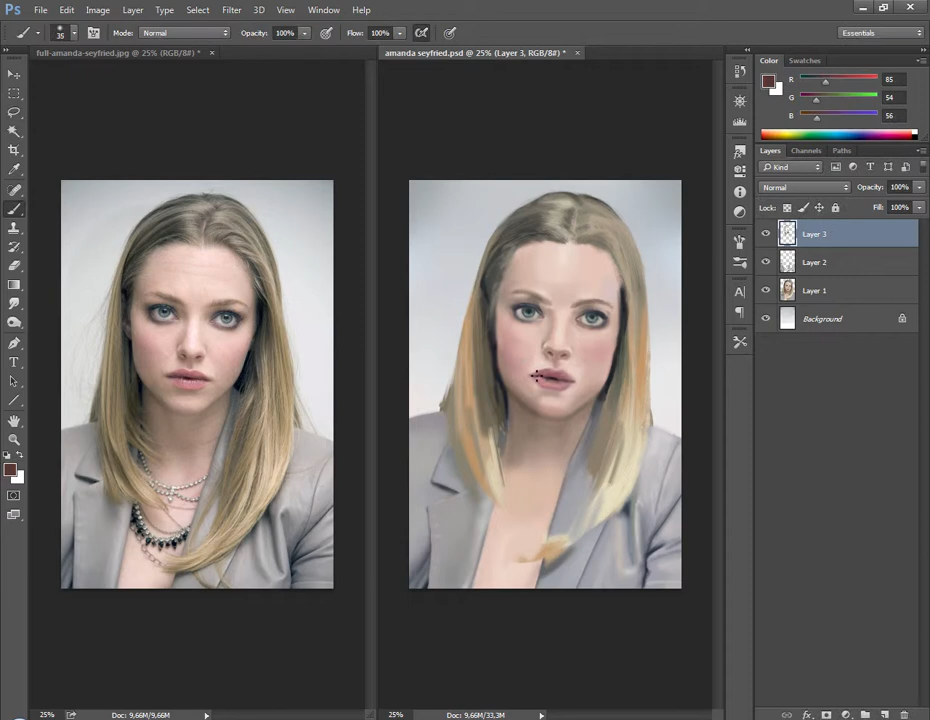 Ps File Edit Image Layer Type Select Filter 3D View Window Help
35 Mode: Normal Opacity: 100% Flow: 100% Essentials
full-amanda-seyfried.jpg @ 25% (RGB/8#) * × amanda seyfried.psd @ 25% (Layer 3, RGB/8#) * ×
Color Swatches
R 85
G 54
B 56
Layers Channels Paths
Kind
Normal Opacity: 100%
Lock: Fill: 100%
Layer 3
Layer 2
Layer 1
Background
25% Doc: 9,66M/9,66M 25% Doc: 9,66M/33,3M